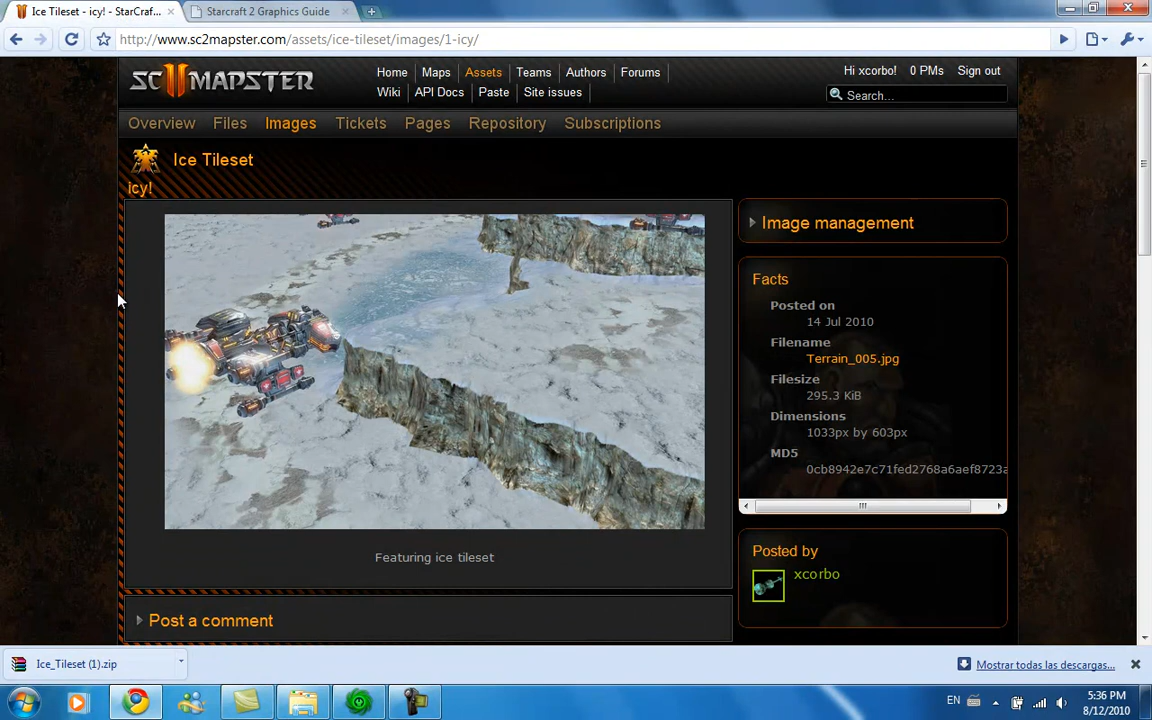 Ice Tileset - icy! - StarCraf...
Starcraft 2 Graphics Guide
http://www.sc2mapster.com/assets/ice-tileset/images/1-icy/
SC II MAPSTER
Home Maps Assets Teams Authors Forums
Wiki API Docs Paste Site issues
Hi xcorbo! 0 PMs Sign out
Search...
Overview Files Images Tickets Pages Repository Subscriptions
Ice Tileset
icy!
Featuring ice tileset
Post a comment
Image management
Facts
Posted on
14 Jul 2010
Filename
Terrain_005.jpg
Filesize
295.3 KiB
Dimensions
1033px by 603px
MD5
0cb8942e7c71fed2768a6aef8723a
Posted by
xcorbo
Ice_Tileset (1).zip
Mostrar todas las descargas...
EN
5:36 PM
8/12/2010